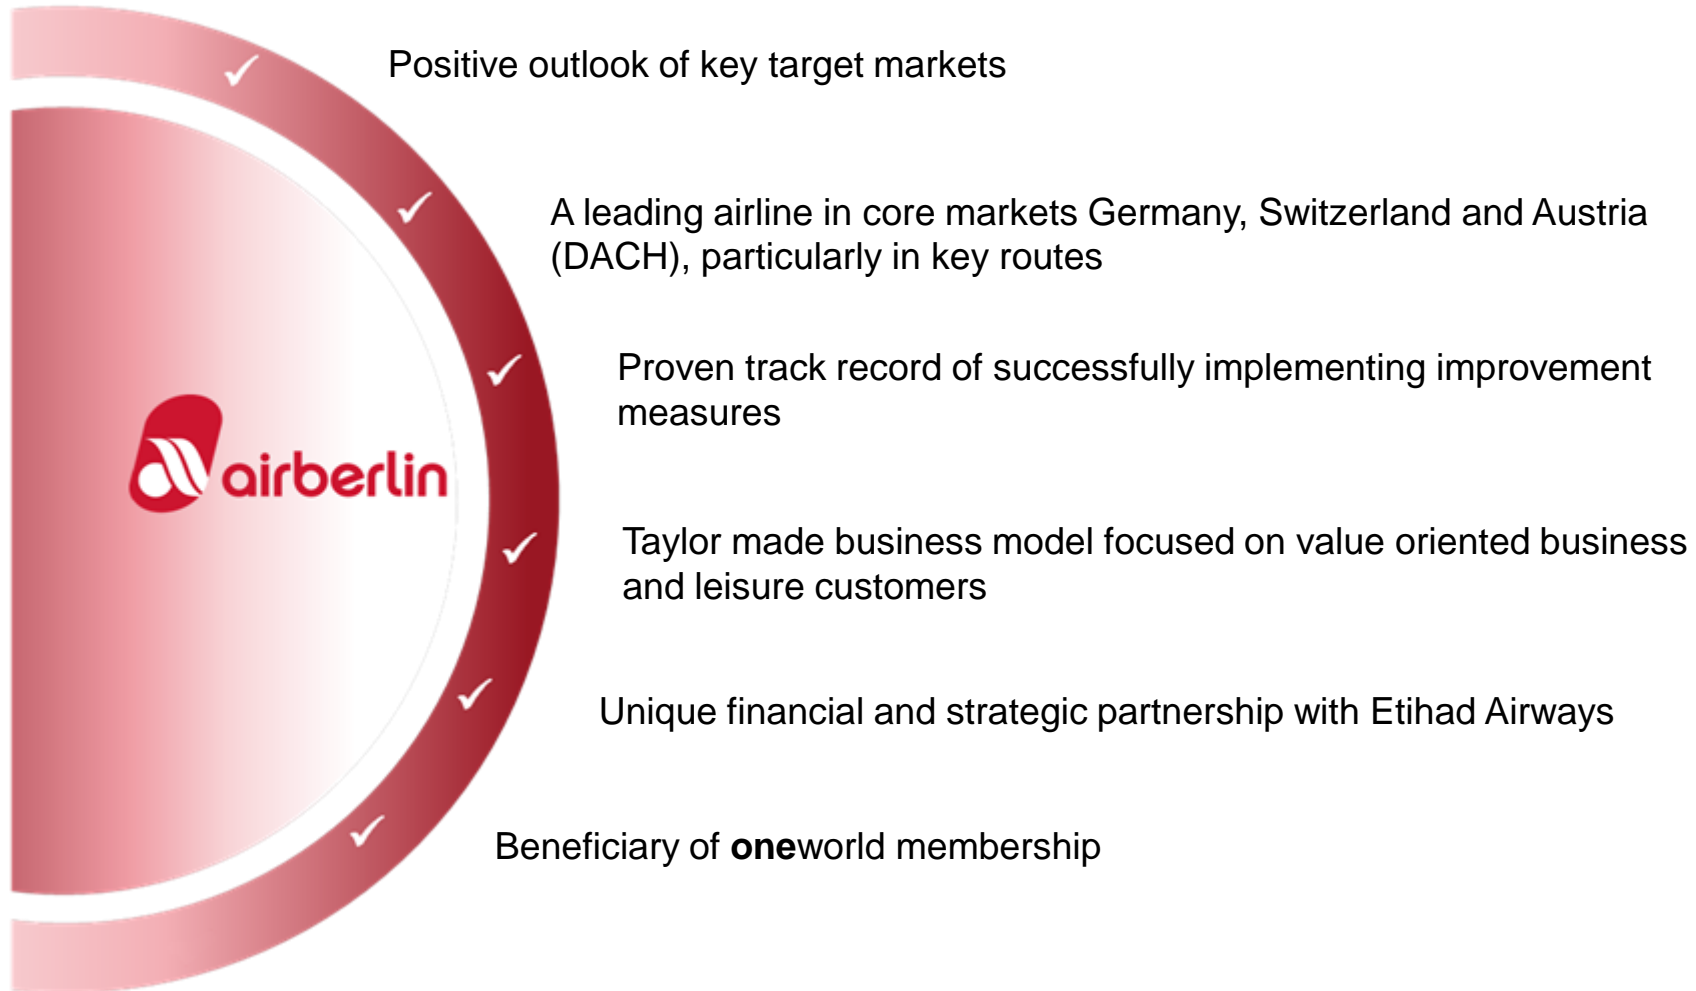 Positive outlook of key target markets
A leading airline in core markets Germany, Switzerland and Austria
(DACH), particularly in key routes
Proven track record of successfully implementing improvement
measures
airberlin
Taylor made business model focused on value oriented business
and leisure customers
Unique financial and strategic partnership with Etihad Airways
Beneficiary of oneworld membership